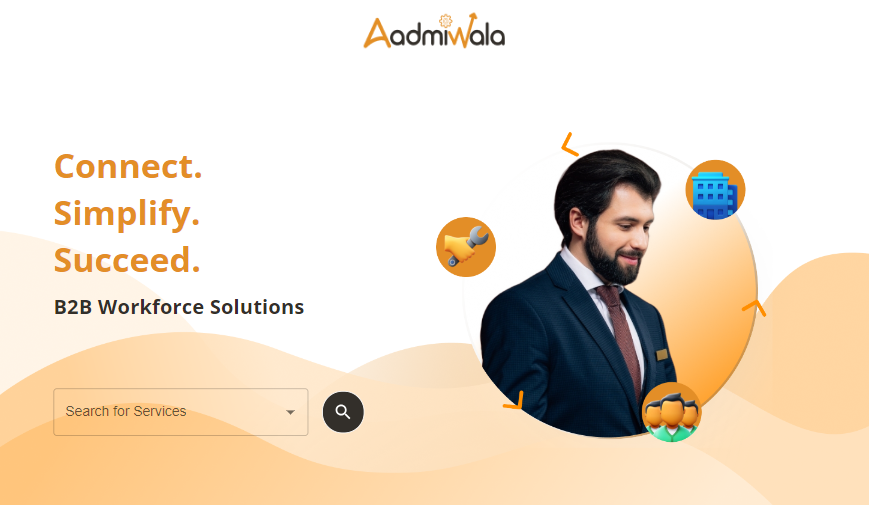 AadmiWala
Connect.
Simplify.
Succeed.
B2B Workforce Solutions
Search for Services